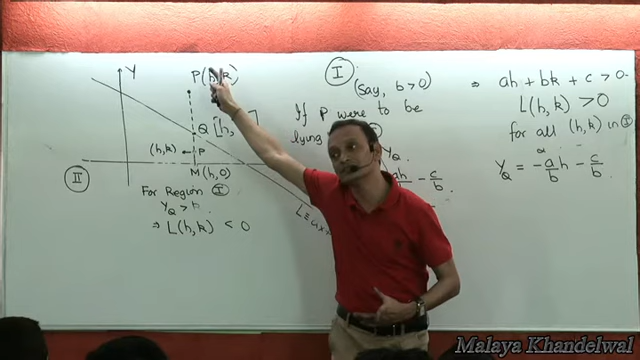 Y
P(h,k)
Q [h,
(h,k) P
M(h,0)
II
For Region I
Y_Q > k
⇒ L(h,k) < 0
I
(Say, b>0)
If P were to be
lying
Y_Q
- c/b
⇒ ah + bk + c > 0
L(h,k) > 0
for all (h,k) in I
Y_Q = -a/b h - c/b
Malaya Khandelwal